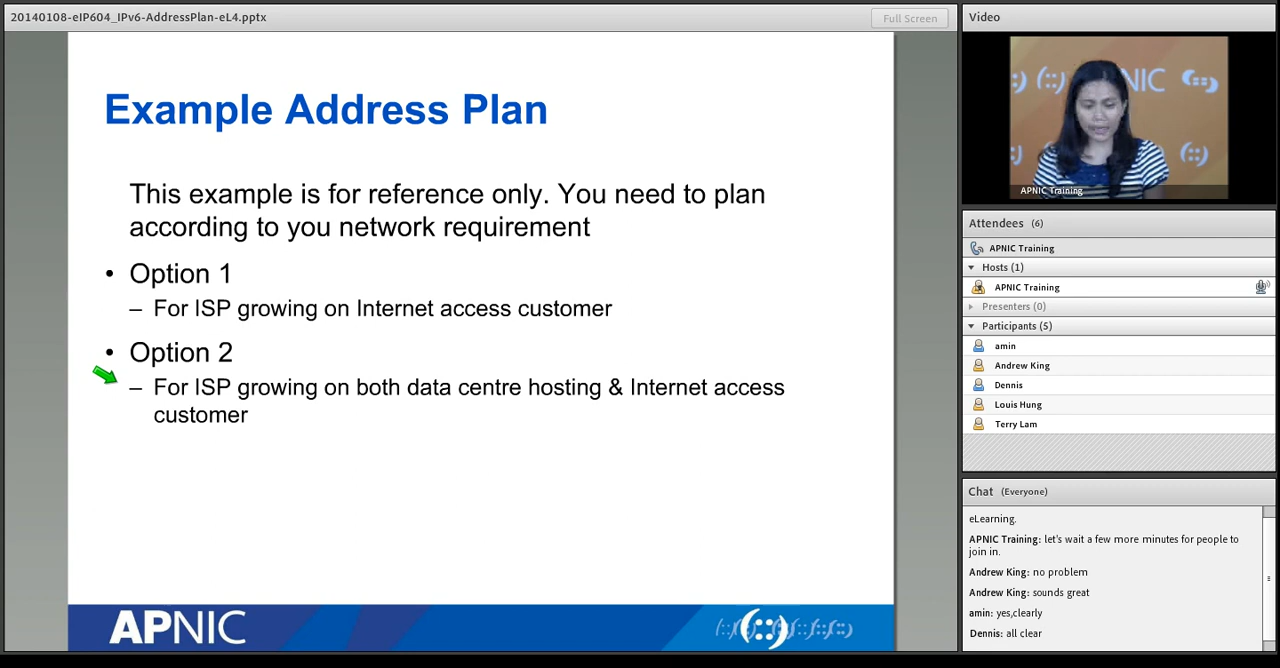 20140108-eIP604_IPv6-AddressPlan-eL4.pptx
Full Screen
Example Address Plan
This example is for reference only. You need to plan
according to you network requirement
• Option 1
– For ISP growing on Internet access customer
• Option 2
– For ISP growing on both data centre hosting & Internet access
customer
APNIC
Video
NIC
APNIC Training
Attendees (6)
APNIC Training
Hosts (1)
APNIC Training
Presenters (0)
Participants (5)
amin
Andrew King
Dennis
Louis Hung
Terry Lam
Chat (Everyone)
eLearning.
APNIC Training: let's wait a few more minutes for people to
join in.
Andrew King: no problem
Andrew King: sounds great
amin: yes,clearly
Dennis: all clear